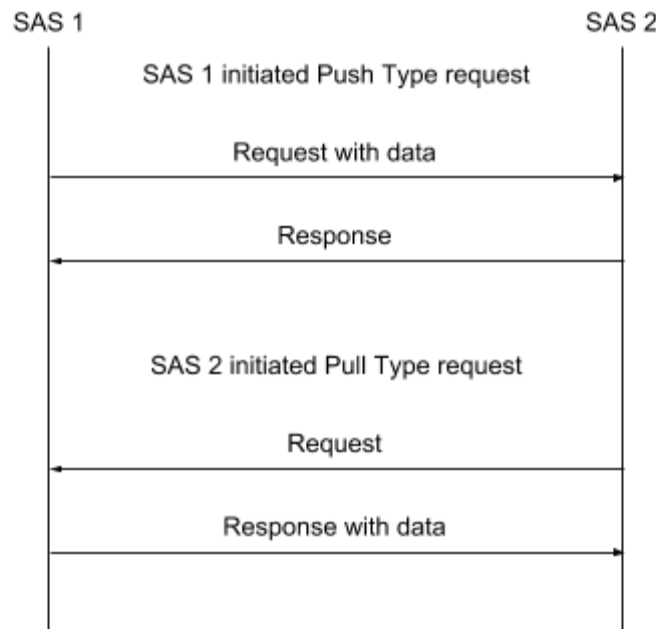 SAS 1
SAS 2
SAS 1 initiated Push Type request
Request with data
Response
SAS 2 initiated Pull Type request
Request
Response with data